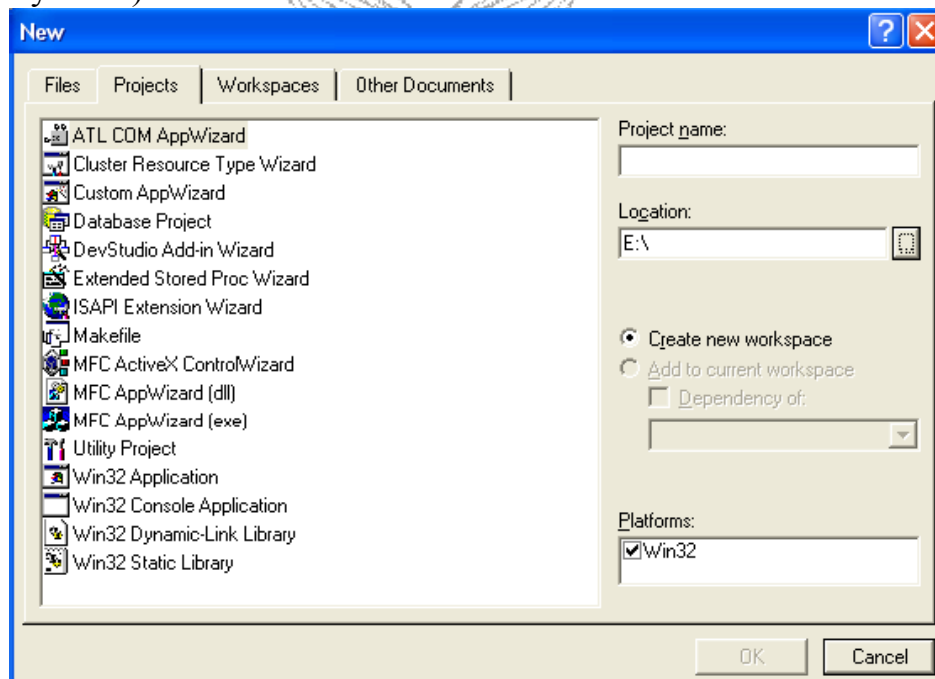 New
Files Projects Workspaces Other Documents
ATL COM AppWizard
Cluster Resource Type Wizard
Custom AppWizard
Database Project
DevStudio Add-in Wizard
Extended Stored Proc Wizard
ISAPI Extension Wizard
Makefile
MFC ActiveX ControlWizard
MFC AppWizard (dll)
MFC AppWizard (exe)
Utility Project
Win32 Application
Win32 Console Application
Win32 Dynamic-Link Library
Win32 Static Library
Project name:
Location:
E:\
Create new workspace
Add to current workspace
Dependency of:
Platforms:
Win32
OK Cancel